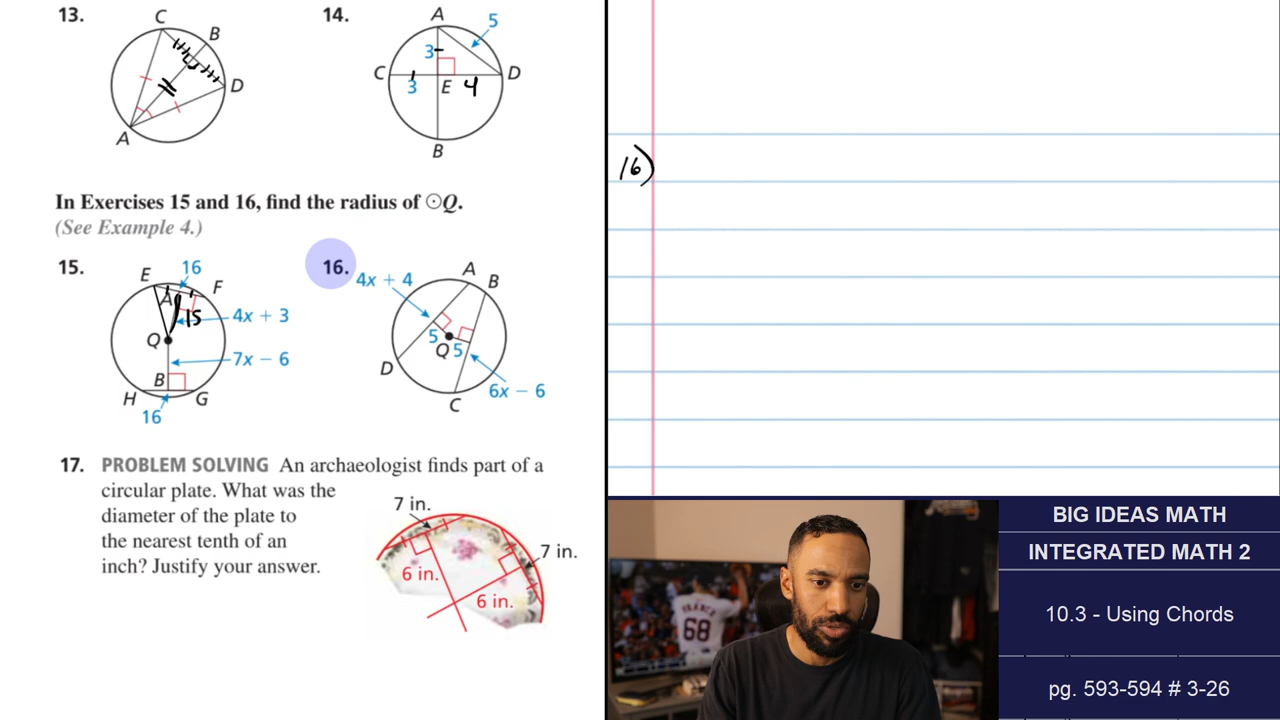 13.
C
B
D
A
14.
A
5
3
C
D
3
E
4
B
In Exercises 15 and 16, find the radius of ⊙Q.
(See Example 4.)
15.
E
16
F
A
15
4x + 3
Q
7x − 6
B
H
G
16
16.
4x + 4
A
B
5
Q
5
D
6x − 6
C
17. PROBLEM SOLVING An archaeologist finds part of a
circular plate. What was the
diameter of the plate to
the nearest tenth of an
inch? Justify your answer.
7 in.
7 in.
6 in.
6 in.
16)
FRANCE
68
BIG IDEAS MATH
INTEGRATED MATH 2
10.3 - Using Chords
pg. 593-594 # 3-26